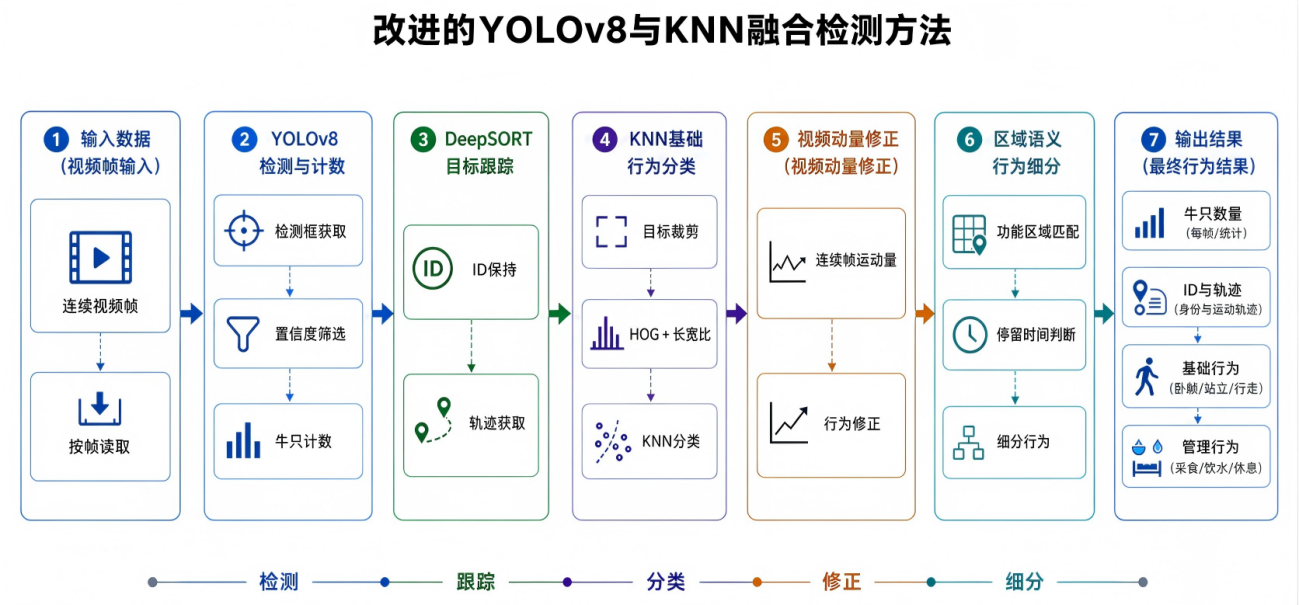 改进的YOLOv8与KNN融合检测方法
1 输入数据
(视频帧输入)
连续视频帧
按帧读取
2 YOLOv8
检测与计数
检测框获取
置信度筛选
牛只计数
3 DeepSORT
目标跟踪
ID
ID保持
轨迹获取
4 KNN基础
行为分类
目标裁剪
HOG + 长宽比
KNN分类
5 视频动量修正
(视频动量修正)
连续帧运动量
行为修正
6 区域语义
行为细分
功能区域匹配
停留时间判断
细分行为
7 输出结果
(最终行为结果)
牛只数量
(每帧/统计)
ID与轨迹
(身份与运动轨迹)
基础行为
(卧躺/站立/行走)
管理行为
(采食/饮水/休息)
检测
跟踪
分类
修正
细分